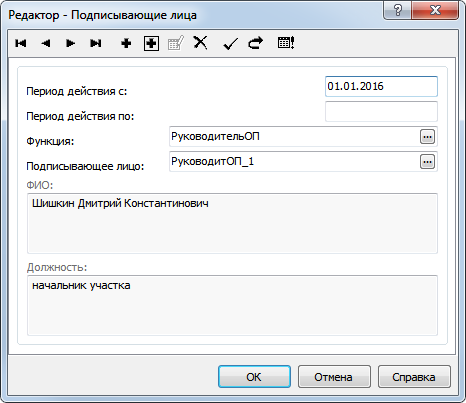 Редактор - Подписывающие лица
Период действия с: 01.01.2016
Период действия по:
Функция: РуководительОП ...
Подписывающее лицо: РуководитОП_1 ...
ФИО:
Шишкин Дмитрий Константинович
Должность:
начальник участка
ОК Отмена Справка